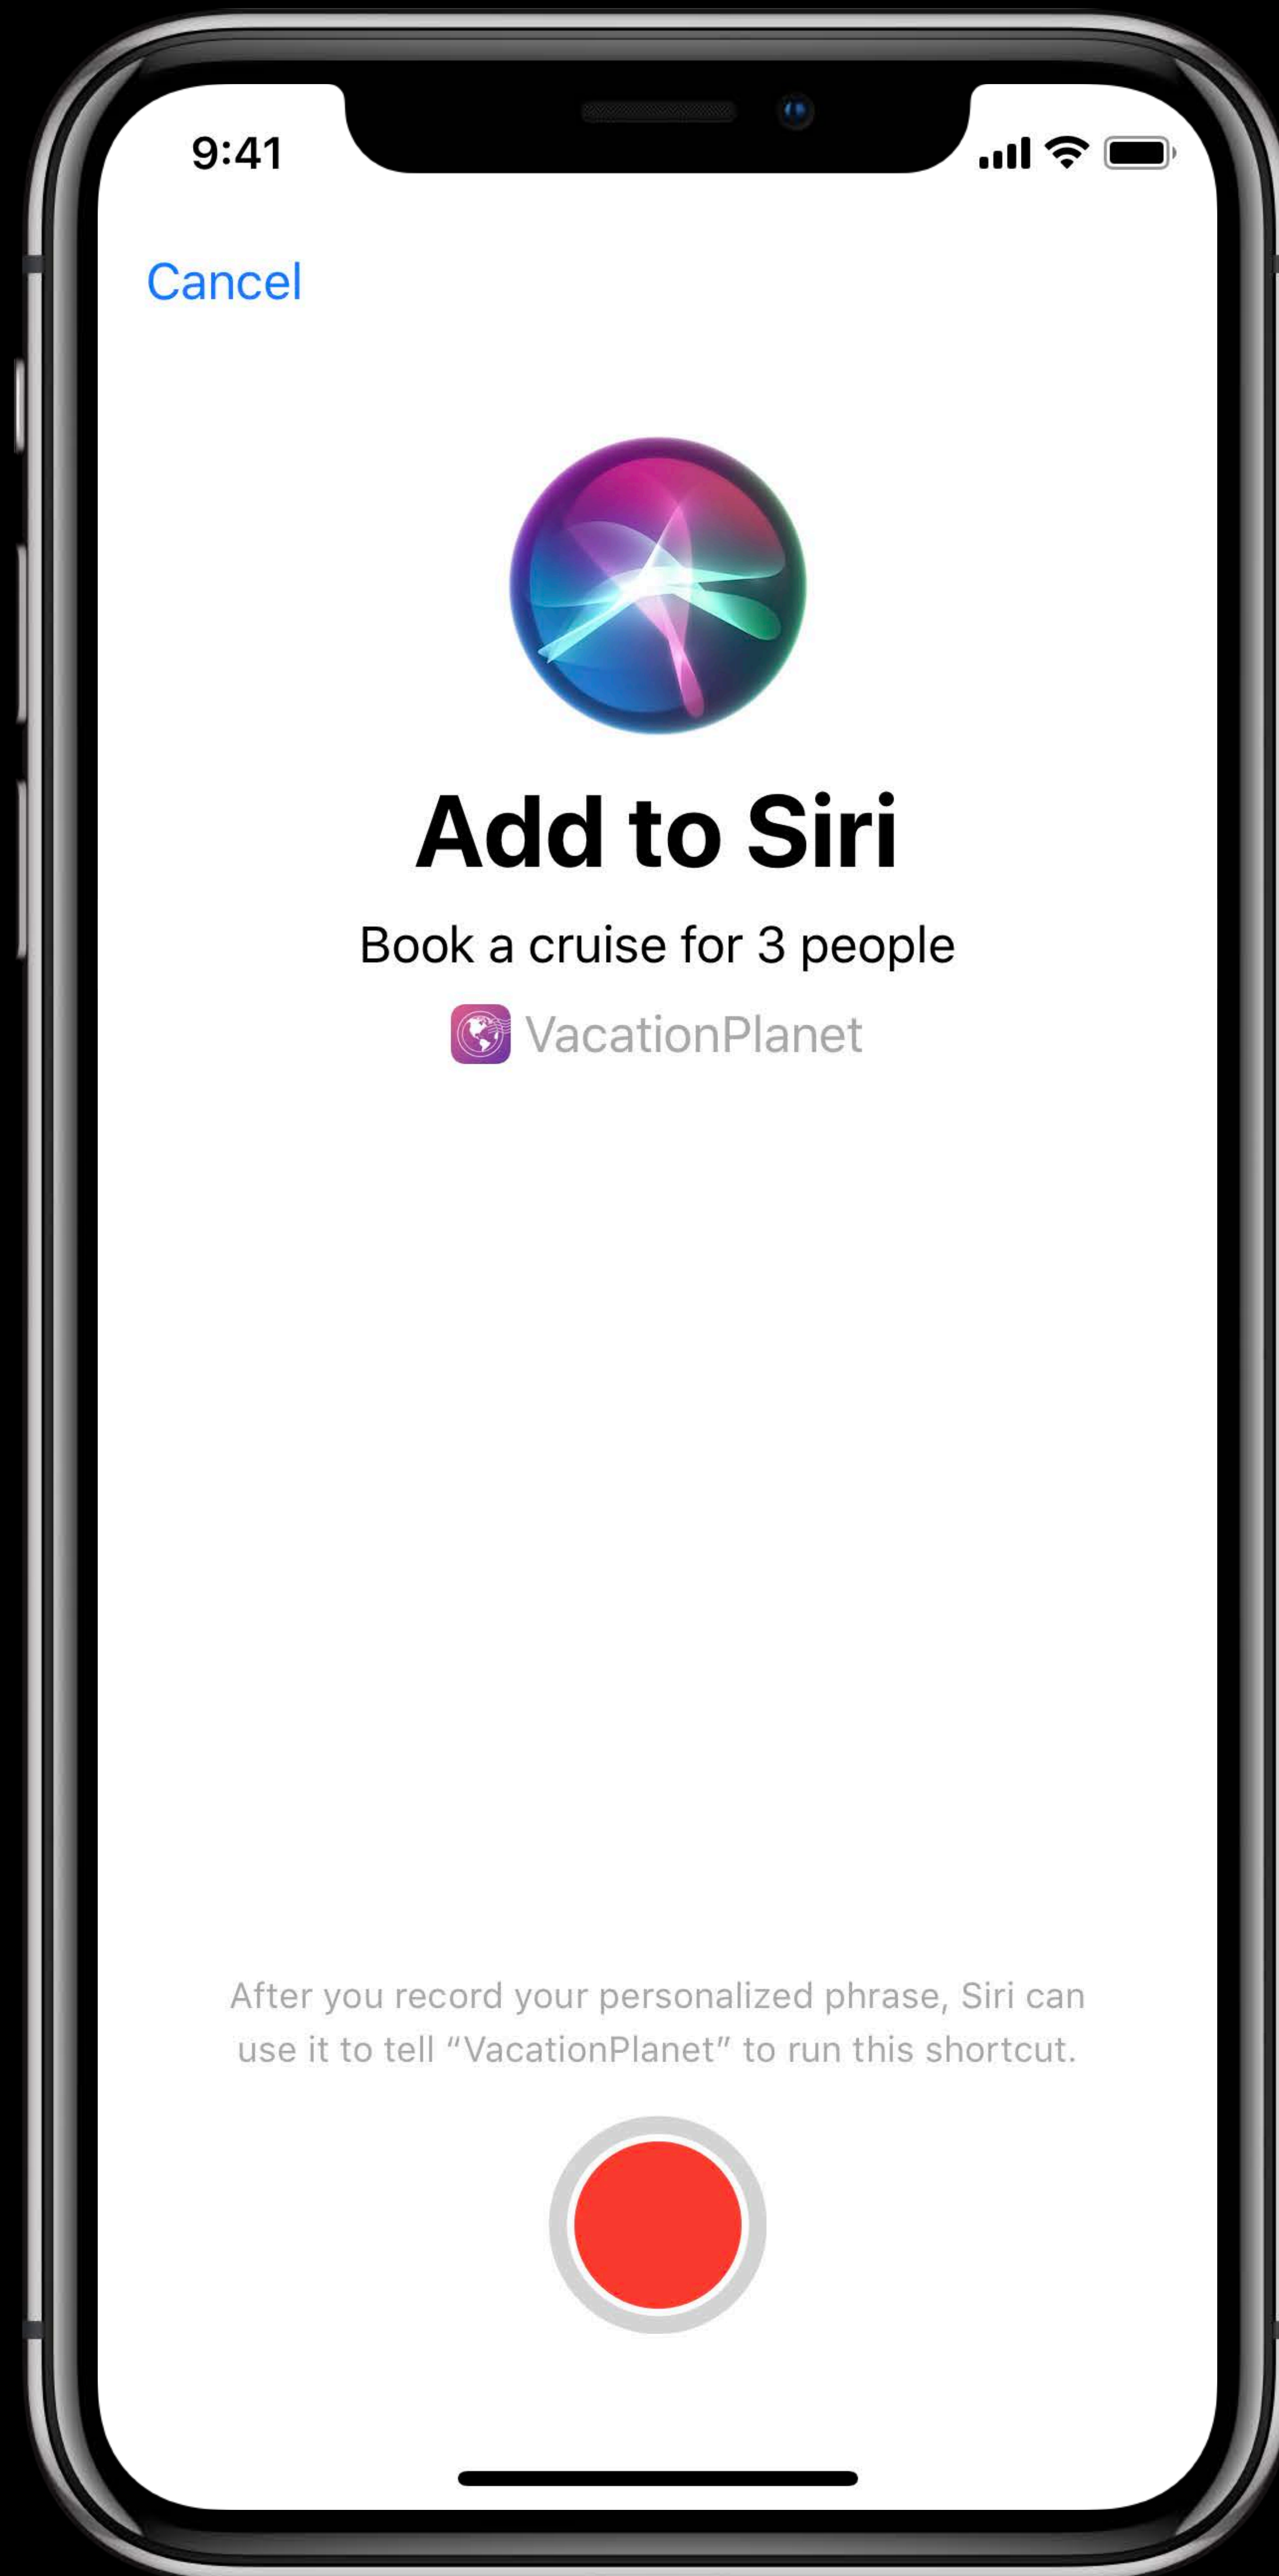 9:41
Cancel
Add to Siri
Book a cruise for 3 people
VacationPlanet
After you record your personalized phrase, Siri can
use it to tell “VacationPlanet” to run this shortcut.